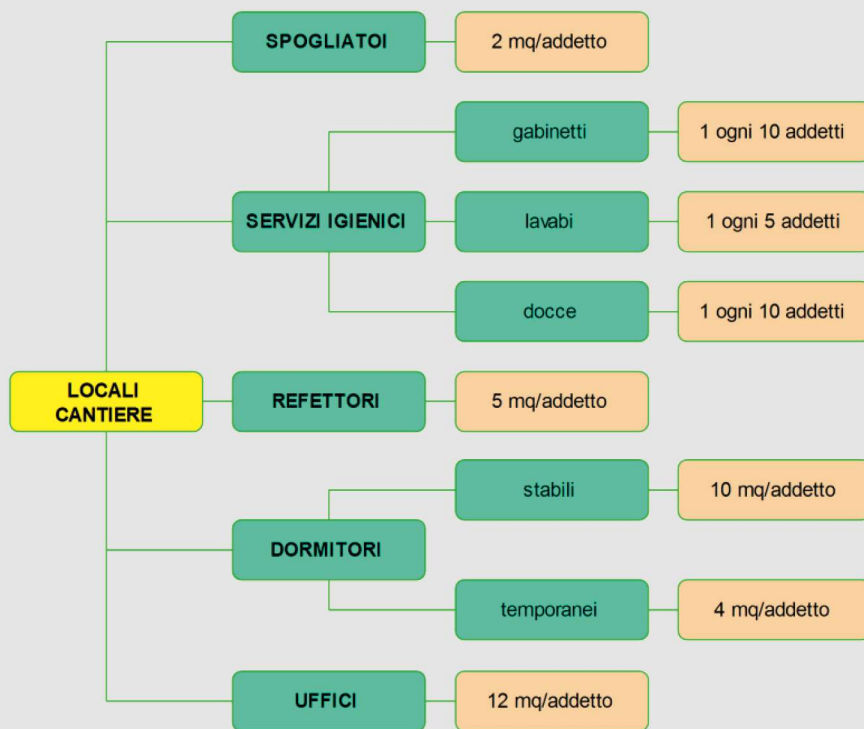 SPOGLIATOI
2 mq/addetto
gabinetti
1 ogni 10 addetti
SERVIZI IGIENICI
lavabi
1 ogni 5 addetti
docce
1 ogni 10 addetti
LOCALI
CANTIERE
REFETTORI
5 mq/addetto
stabili
10 mq/addetto
DORMITORI
temporanei
4 mq/addetto
UFFICI
12 mq/addetto